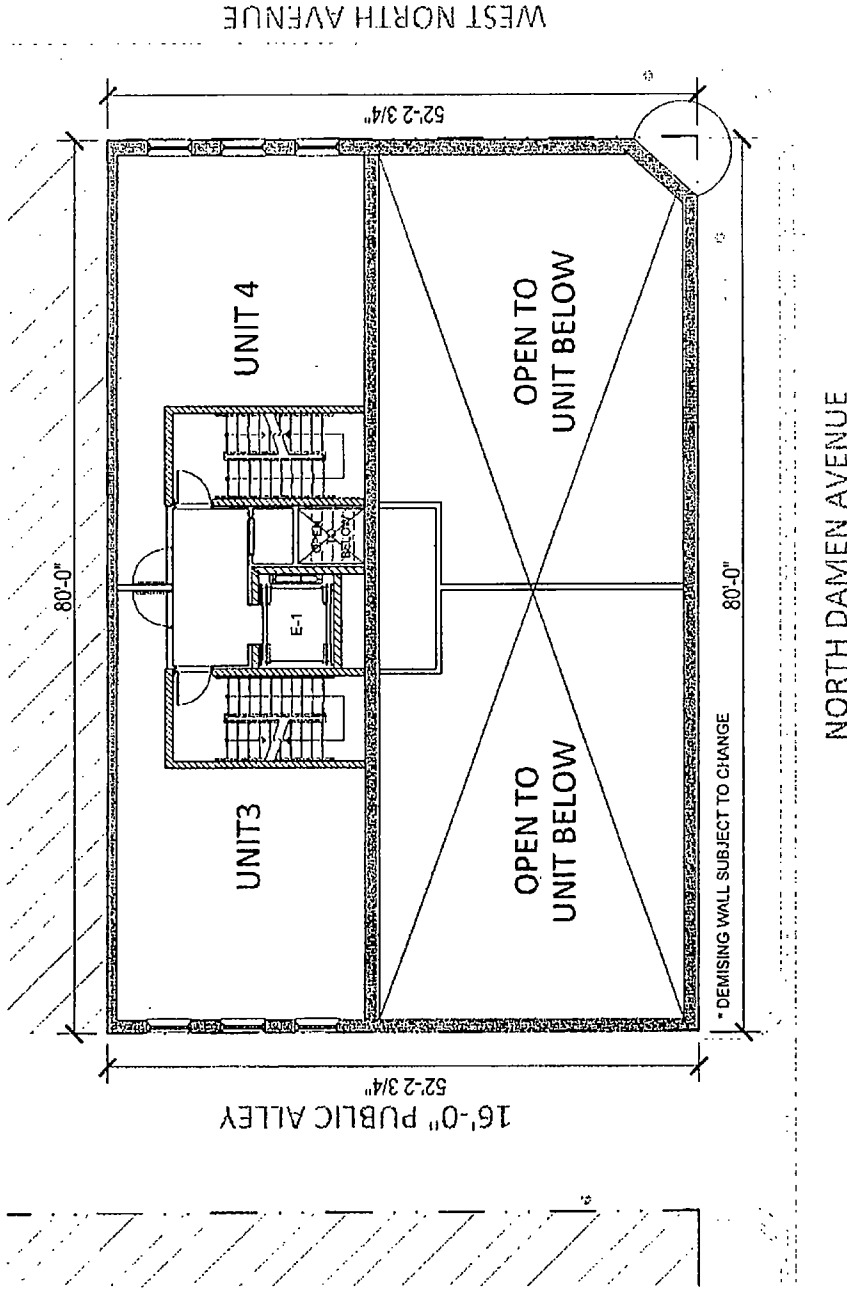 WEST NORTH AVENUE
52'-2 3/4"
80'-0"
UNIT 4
OPEN TO
UNIT BELOW
OPEN
TO
BELOW
E-1
80'-0"
NORTH DAMEN AVENUE
UNIT3
OPEN TO
UNIT BELOW
* DEMISING WALL SUBJECT TO CHANGE
52'-2 3/4"
16'-0" PUBLIC ALLEY